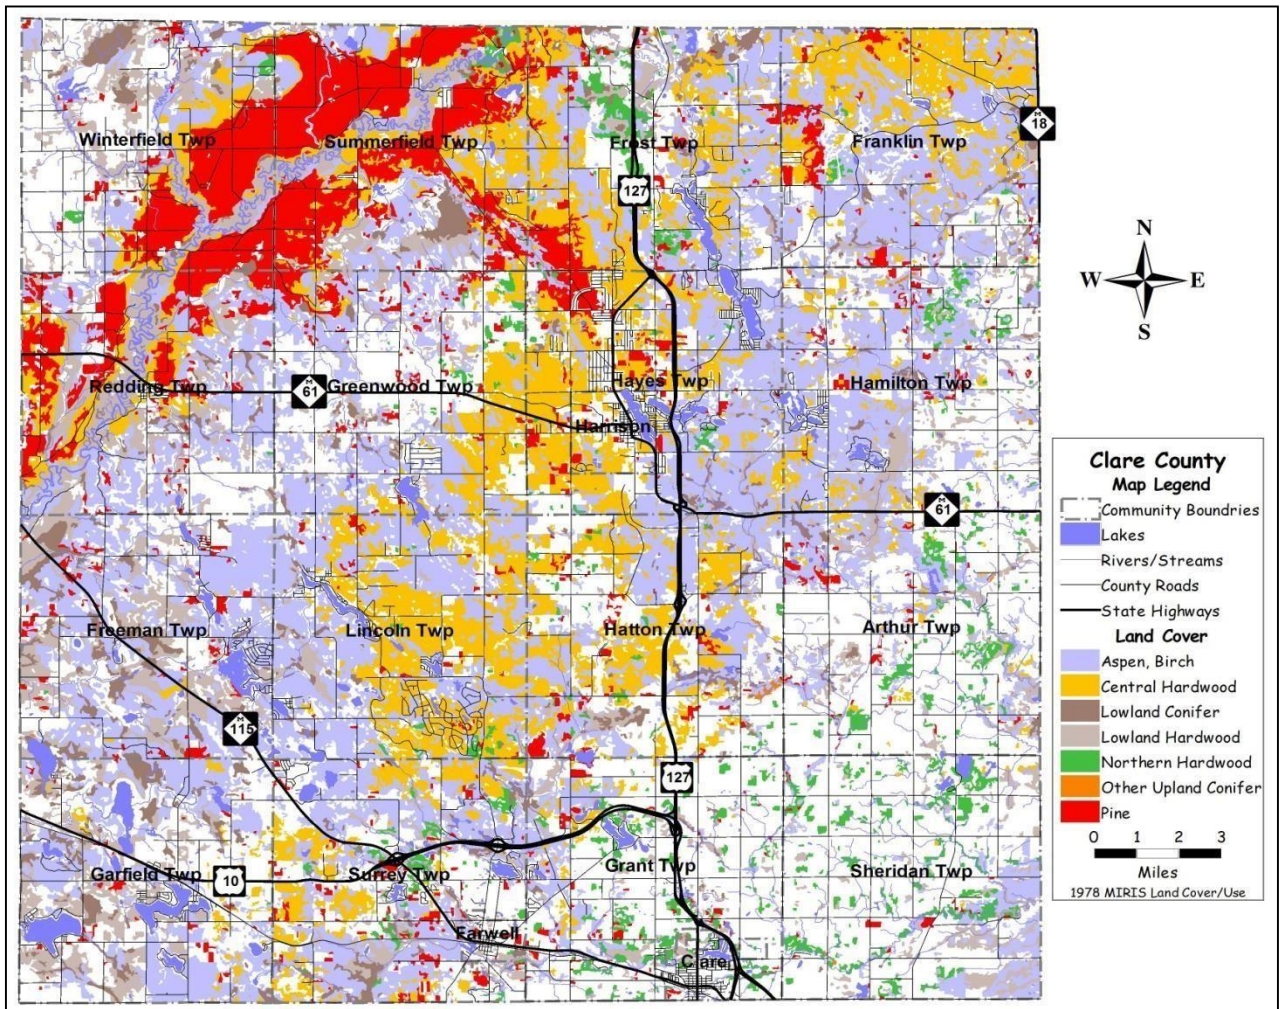 Winterfield Twp
Summerfield Twp
Frost Twp
Franklin Twp
M
18
127
N
W E
S
Redding Twp
M
61
Greenwood Twp
Hayes Twp
Hamilton Twp
Harrison
M
61
Freeman Twp
Lincoln Twp
Hatton Twp
Arthur Twp
M
115
127
Garfield Twp
10
Surrey Twp
Grant Twp
Sheridan Twp
Farwell
Clare
Clare County
Map Legend
Community Boundries
Lakes
Rivers/Streams
County Roads
State Highways
Land Cover
Aspen, Birch
Central Hardwood
Lowland Conifer
Lowland Hardwood
Northern Hardwood
Other Upland Conifer
Pine
0 1 2 3
Miles
1978 MIRIS Land Cover/Use